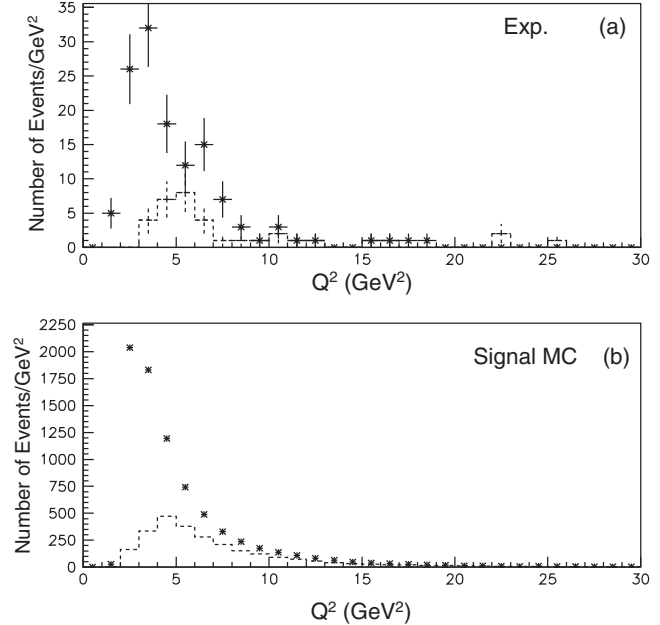 Number of Events/GeV²
35
30
25
20
15
10
5
0
Exp. (a)
0 5 10 15 20 25 30
Q² (GeV²)
Number of Events/GeV²
2250
2000
1750
1500
1250
1000
750
500
250
0
Signal MC (b)
0 5 10 15 20 25 30
Q² (GeV²)